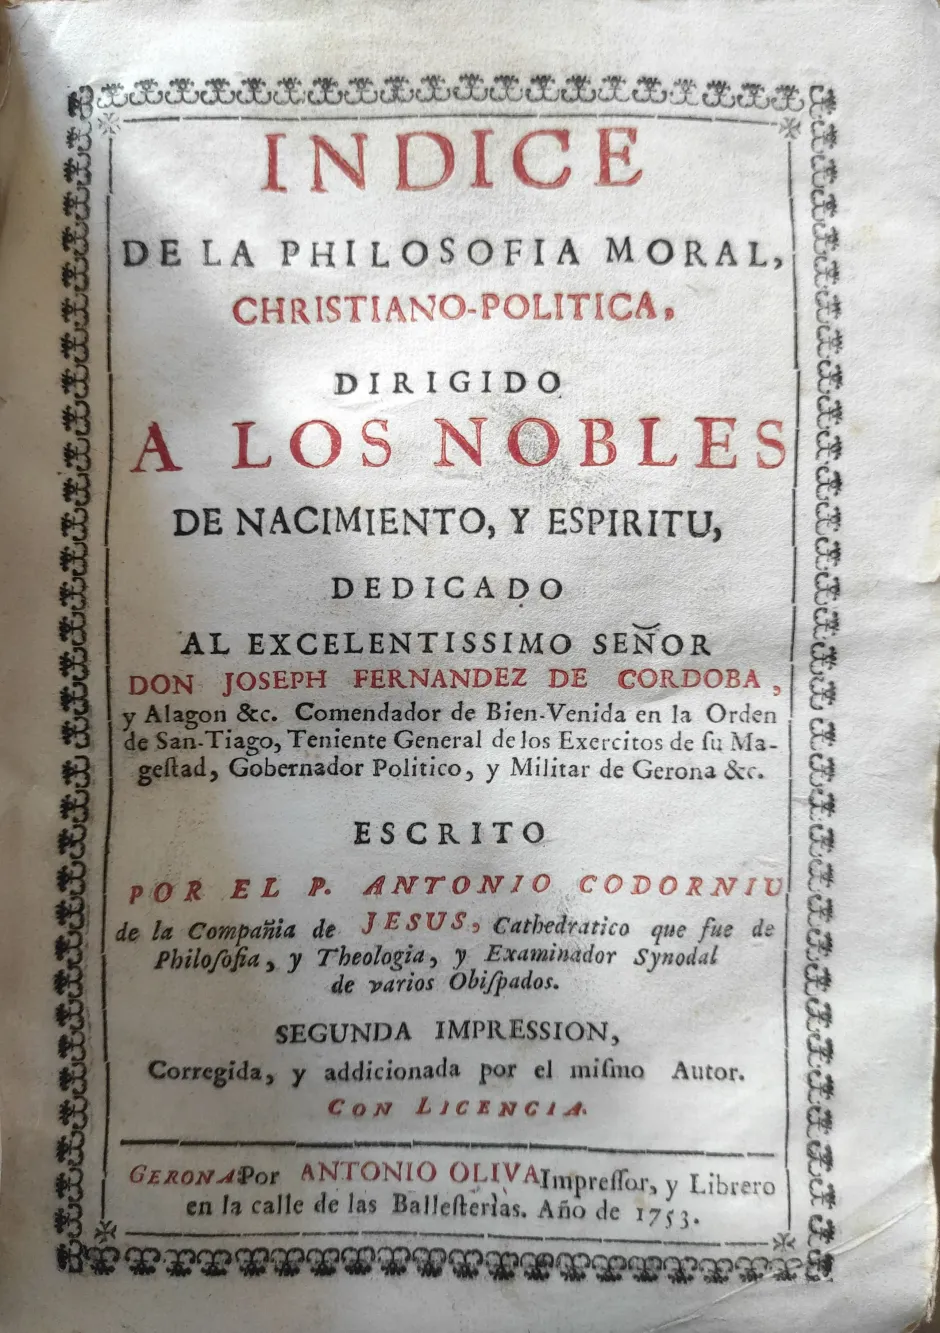 INDICE
DE LA PHILOSOFIA MORAL,
CHRISTIANO-POLITICA,
DIRIGIDO
A LOS NOBLES
DE NACIMIENTO, Y ESPIRITU,
DEDICADO
AL EXCELENTISSIMO SEÑOR
DON JOSEPH FERNANDEZ DE CORDOBA,
y Alagon &c. Comendador de Bien-Venida en la Orden
de San-Tiago, Teniente General de los Exercitos de ſu Ma-
geſtad, Gobernador Politico, y Militar de Gerona &c.
ESCRITO
POR EL P. ANTONIO CODORNIU
de la Compañia de JESUS, Cathedratico que fue de
Philoſofia, y Theologia, y Examinador Synodal
de varios Obiſpados.
SEGUNDA IMPRESSION,
Corregida, y addicionada por el miſmo Autor.
CON LICENCIA.
GERONA: Por ANTONIO OLIVA Impreſſor, y Librero
en la calle de las Balleſterìas. Año de 1753.